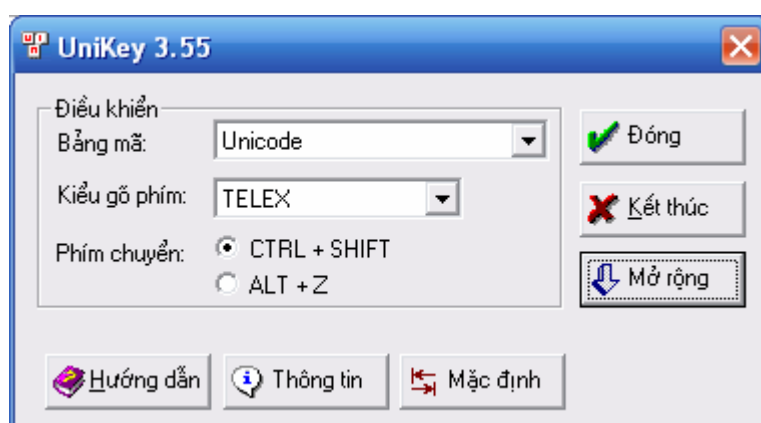 UniKey 3.55
Điều khiển
Bảng mã: Unicode
Kiểu gõ phím: TELEX
Phím chuyển: CTRL + SHIFT
ALT + Z
Đóng
Kết thúc
Mở rộng
Hướng dẫn Thông tin Mặc định